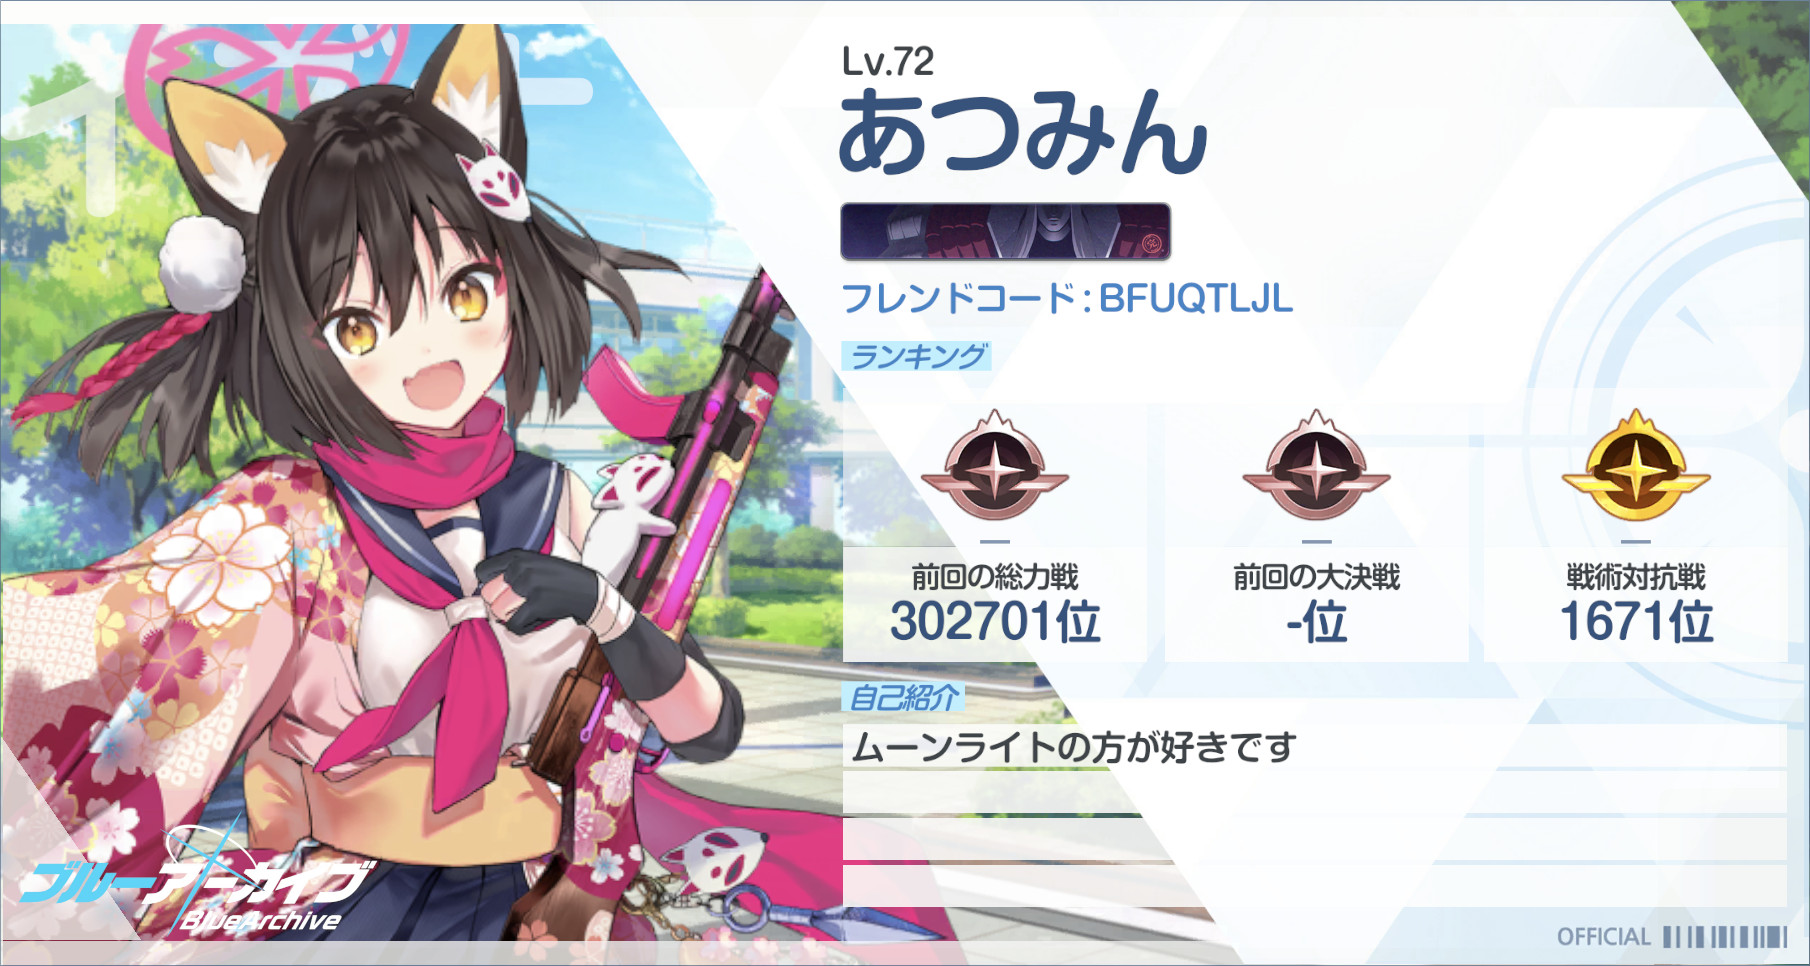 Lv.72
あつみん
フレンドコード : BFUQTLJL
ランキング
前回の総力戦
302701位
前回の大決戦
-位
戦術対抗戦
1671位
自己紹介
ムーンライトの方が好きです
ブルーアーカイブ
BlueArchive
OFFICIAL